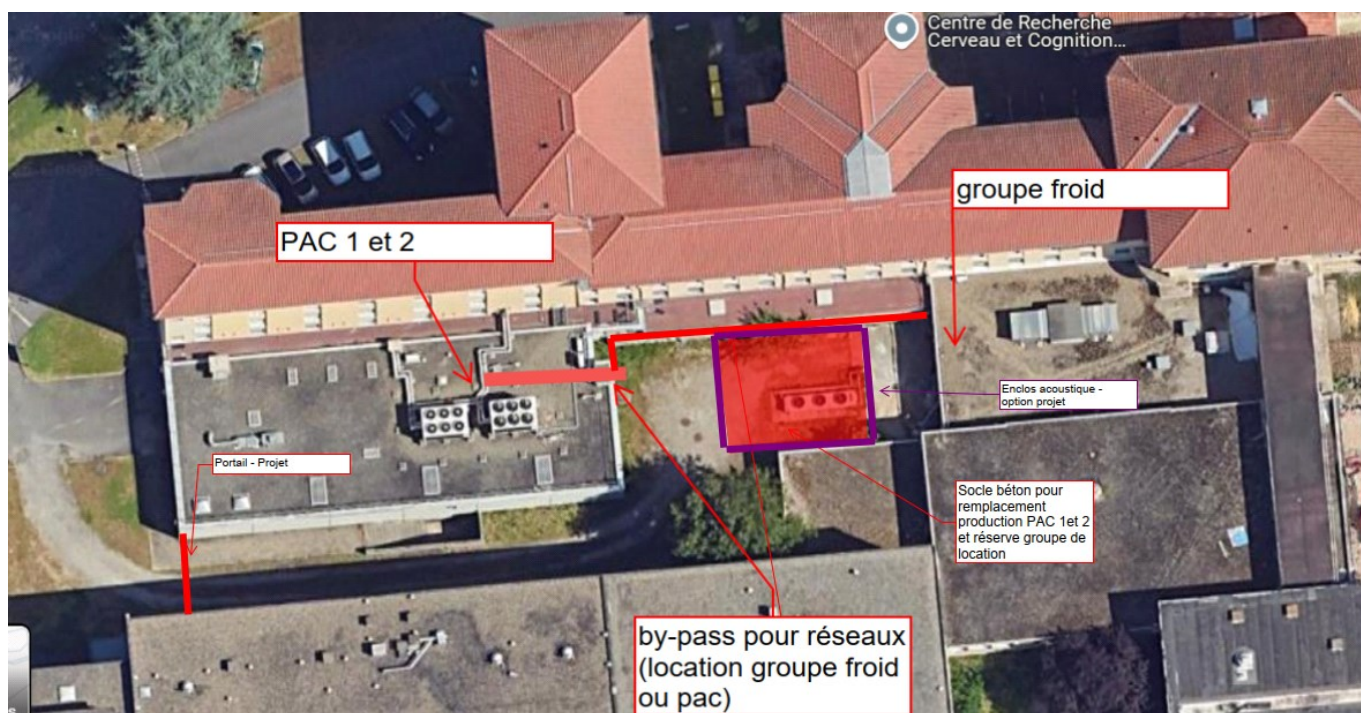 Centre de Recherche
Cerveau et Cognition...
groupe froid
PAC 1 et 2
Enclos acoustique -
option projet
Portail - Projet
Socle béton pour
remplacement
production PAC 1et 2
et réserve groupe de
location
by-pass pour réseaux
(location groupe froid
ou pac)